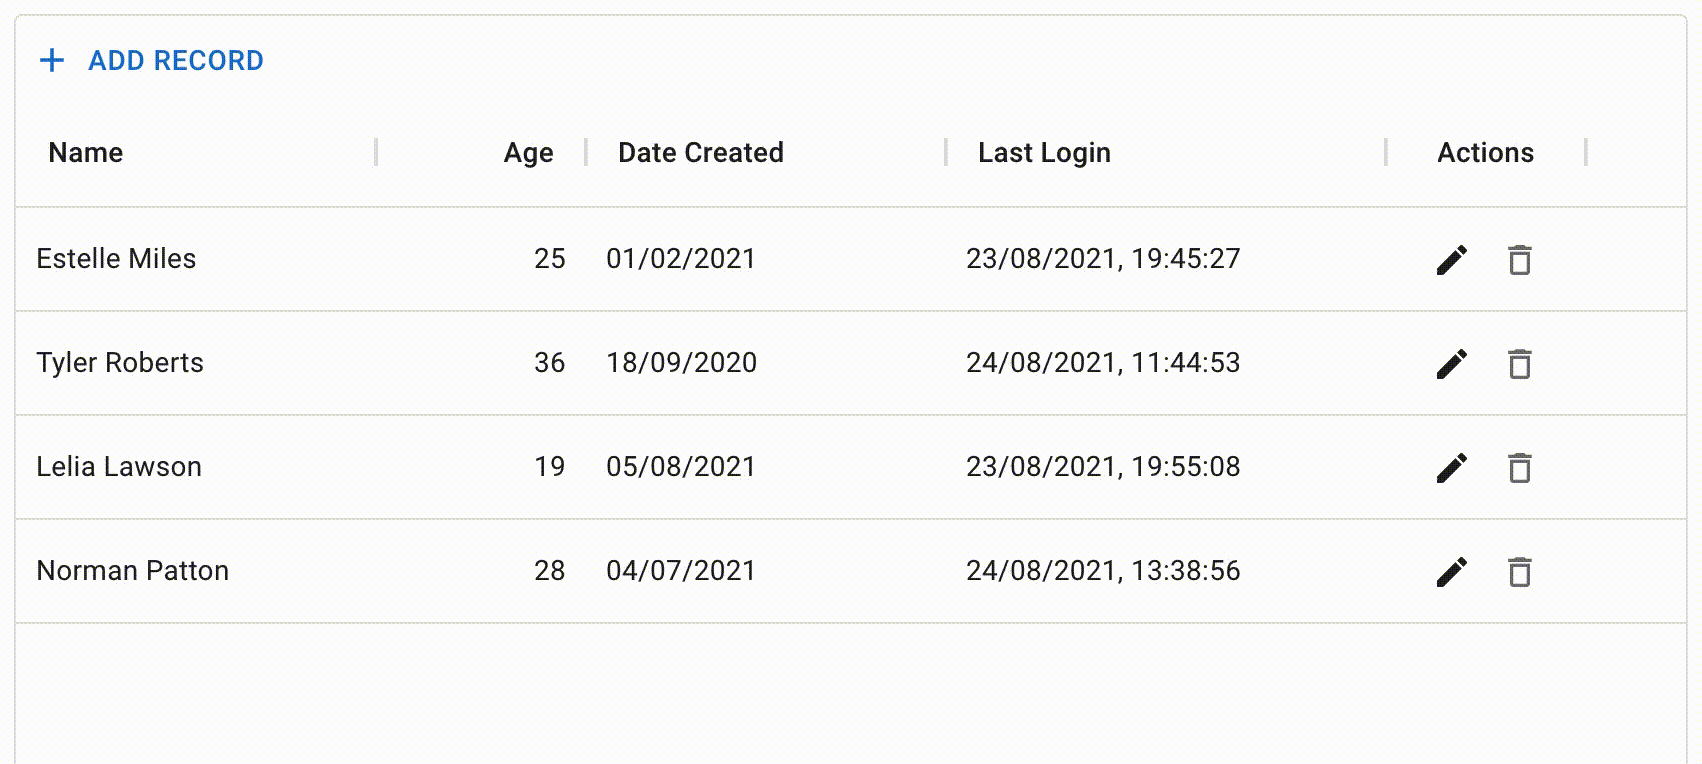 + ADD RECORD
Name Age Date Created Last Login Actions
Estelle Miles 25 01/02/2021 23/08/2021, 19:45:27
Tyler Roberts 36 18/09/2020 24/08/2021, 11:44:53
Lelia Lawson 19 05/08/2021 23/08/2021, 19:55:08
Norman Patton 28 04/07/2021 24/08/2021, 13:38:56